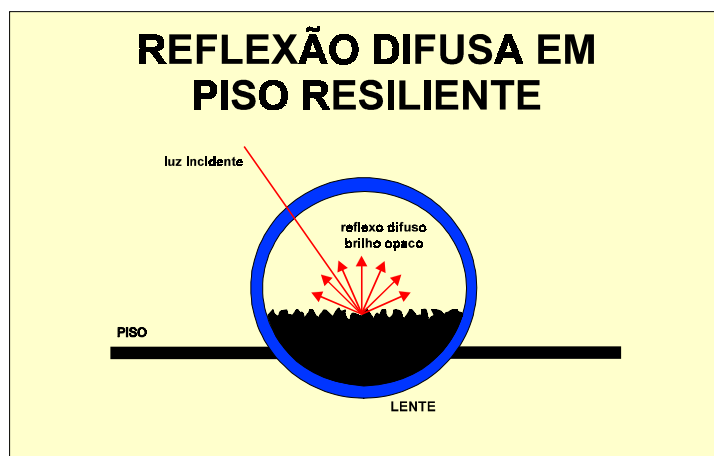 REFLEXÃO DIFUSA EM
PISO RESILIENTE
luz Incidente
reflexo difuso
brilho opaco
PISO
LENTE